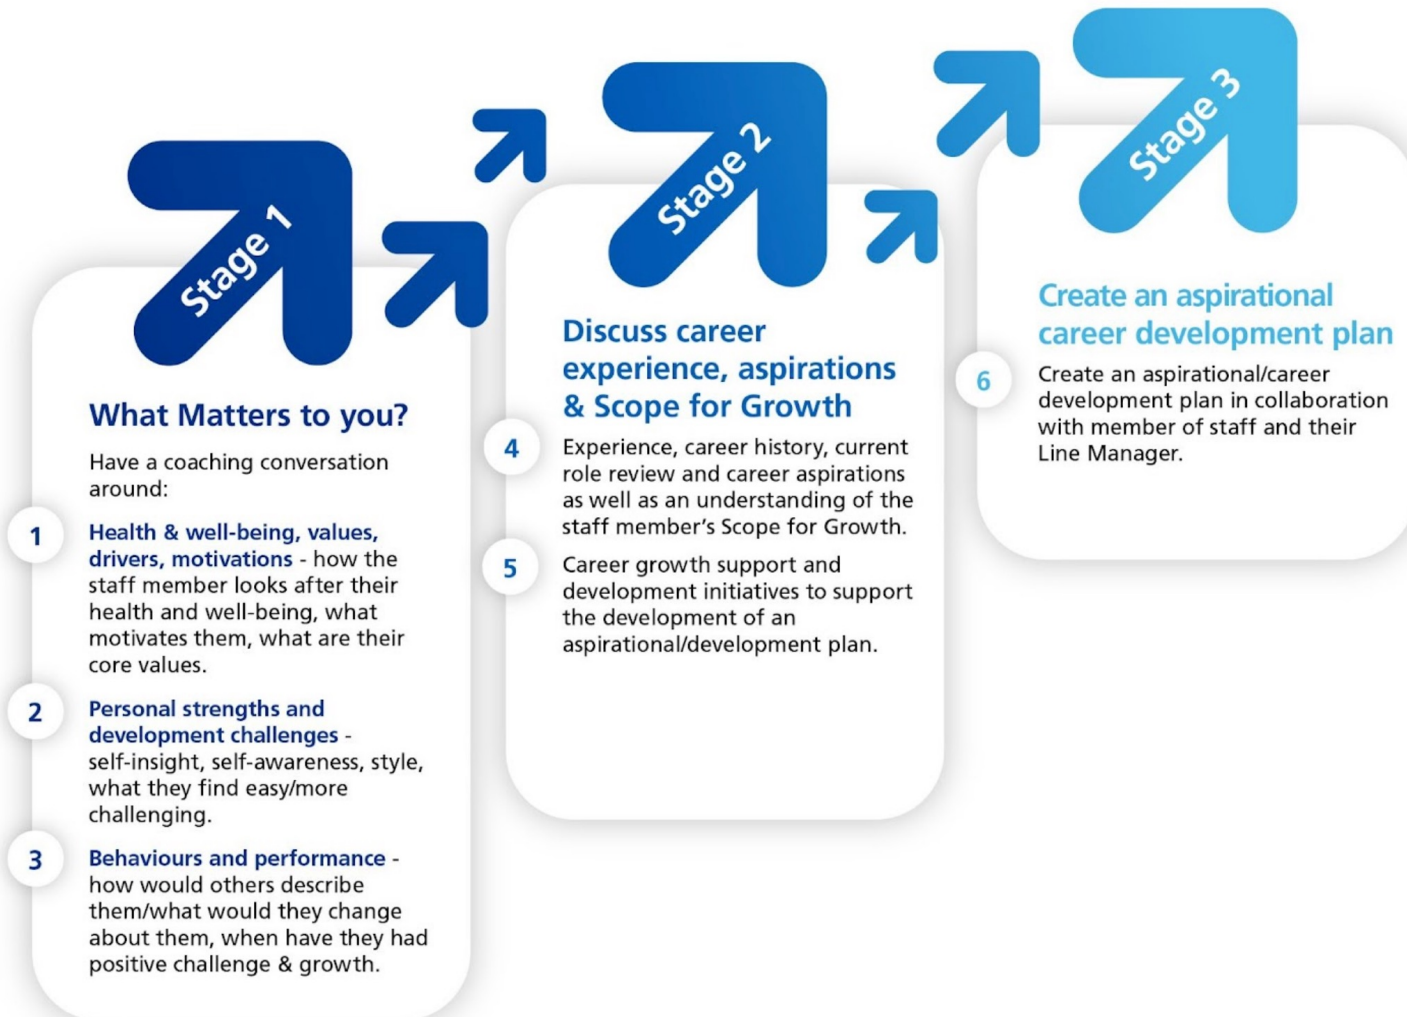 Stage 1
What Matters to you?
Have a coaching conversation
around:
1
Health & well-being, values,
drivers, motivations - how the
staff member looks after their
health and well-being, what
motivates them, what are their
core values.
2
Personal strengths and
development challenges -
self-insight, self-awareness, style,
what they find easy/more
challenging.
3
Behaviours and performance -
how would others describe
them/what would they change
about them, when have they had
positive challenge & growth.
Stage 2
Discuss career
experience, aspirations
& Scope for Growth
4
Experience, career history, current
role review and career aspirations
as well as an understanding of the
staff member's Scope for Growth.
5
Career growth support and
development initiatives to support
the development of an
aspirational/development plan.
Stage 3
Create an aspirational
career development plan
6
Create an aspirational/career
development plan in collaboration
with member of staff and their
Line Manager.